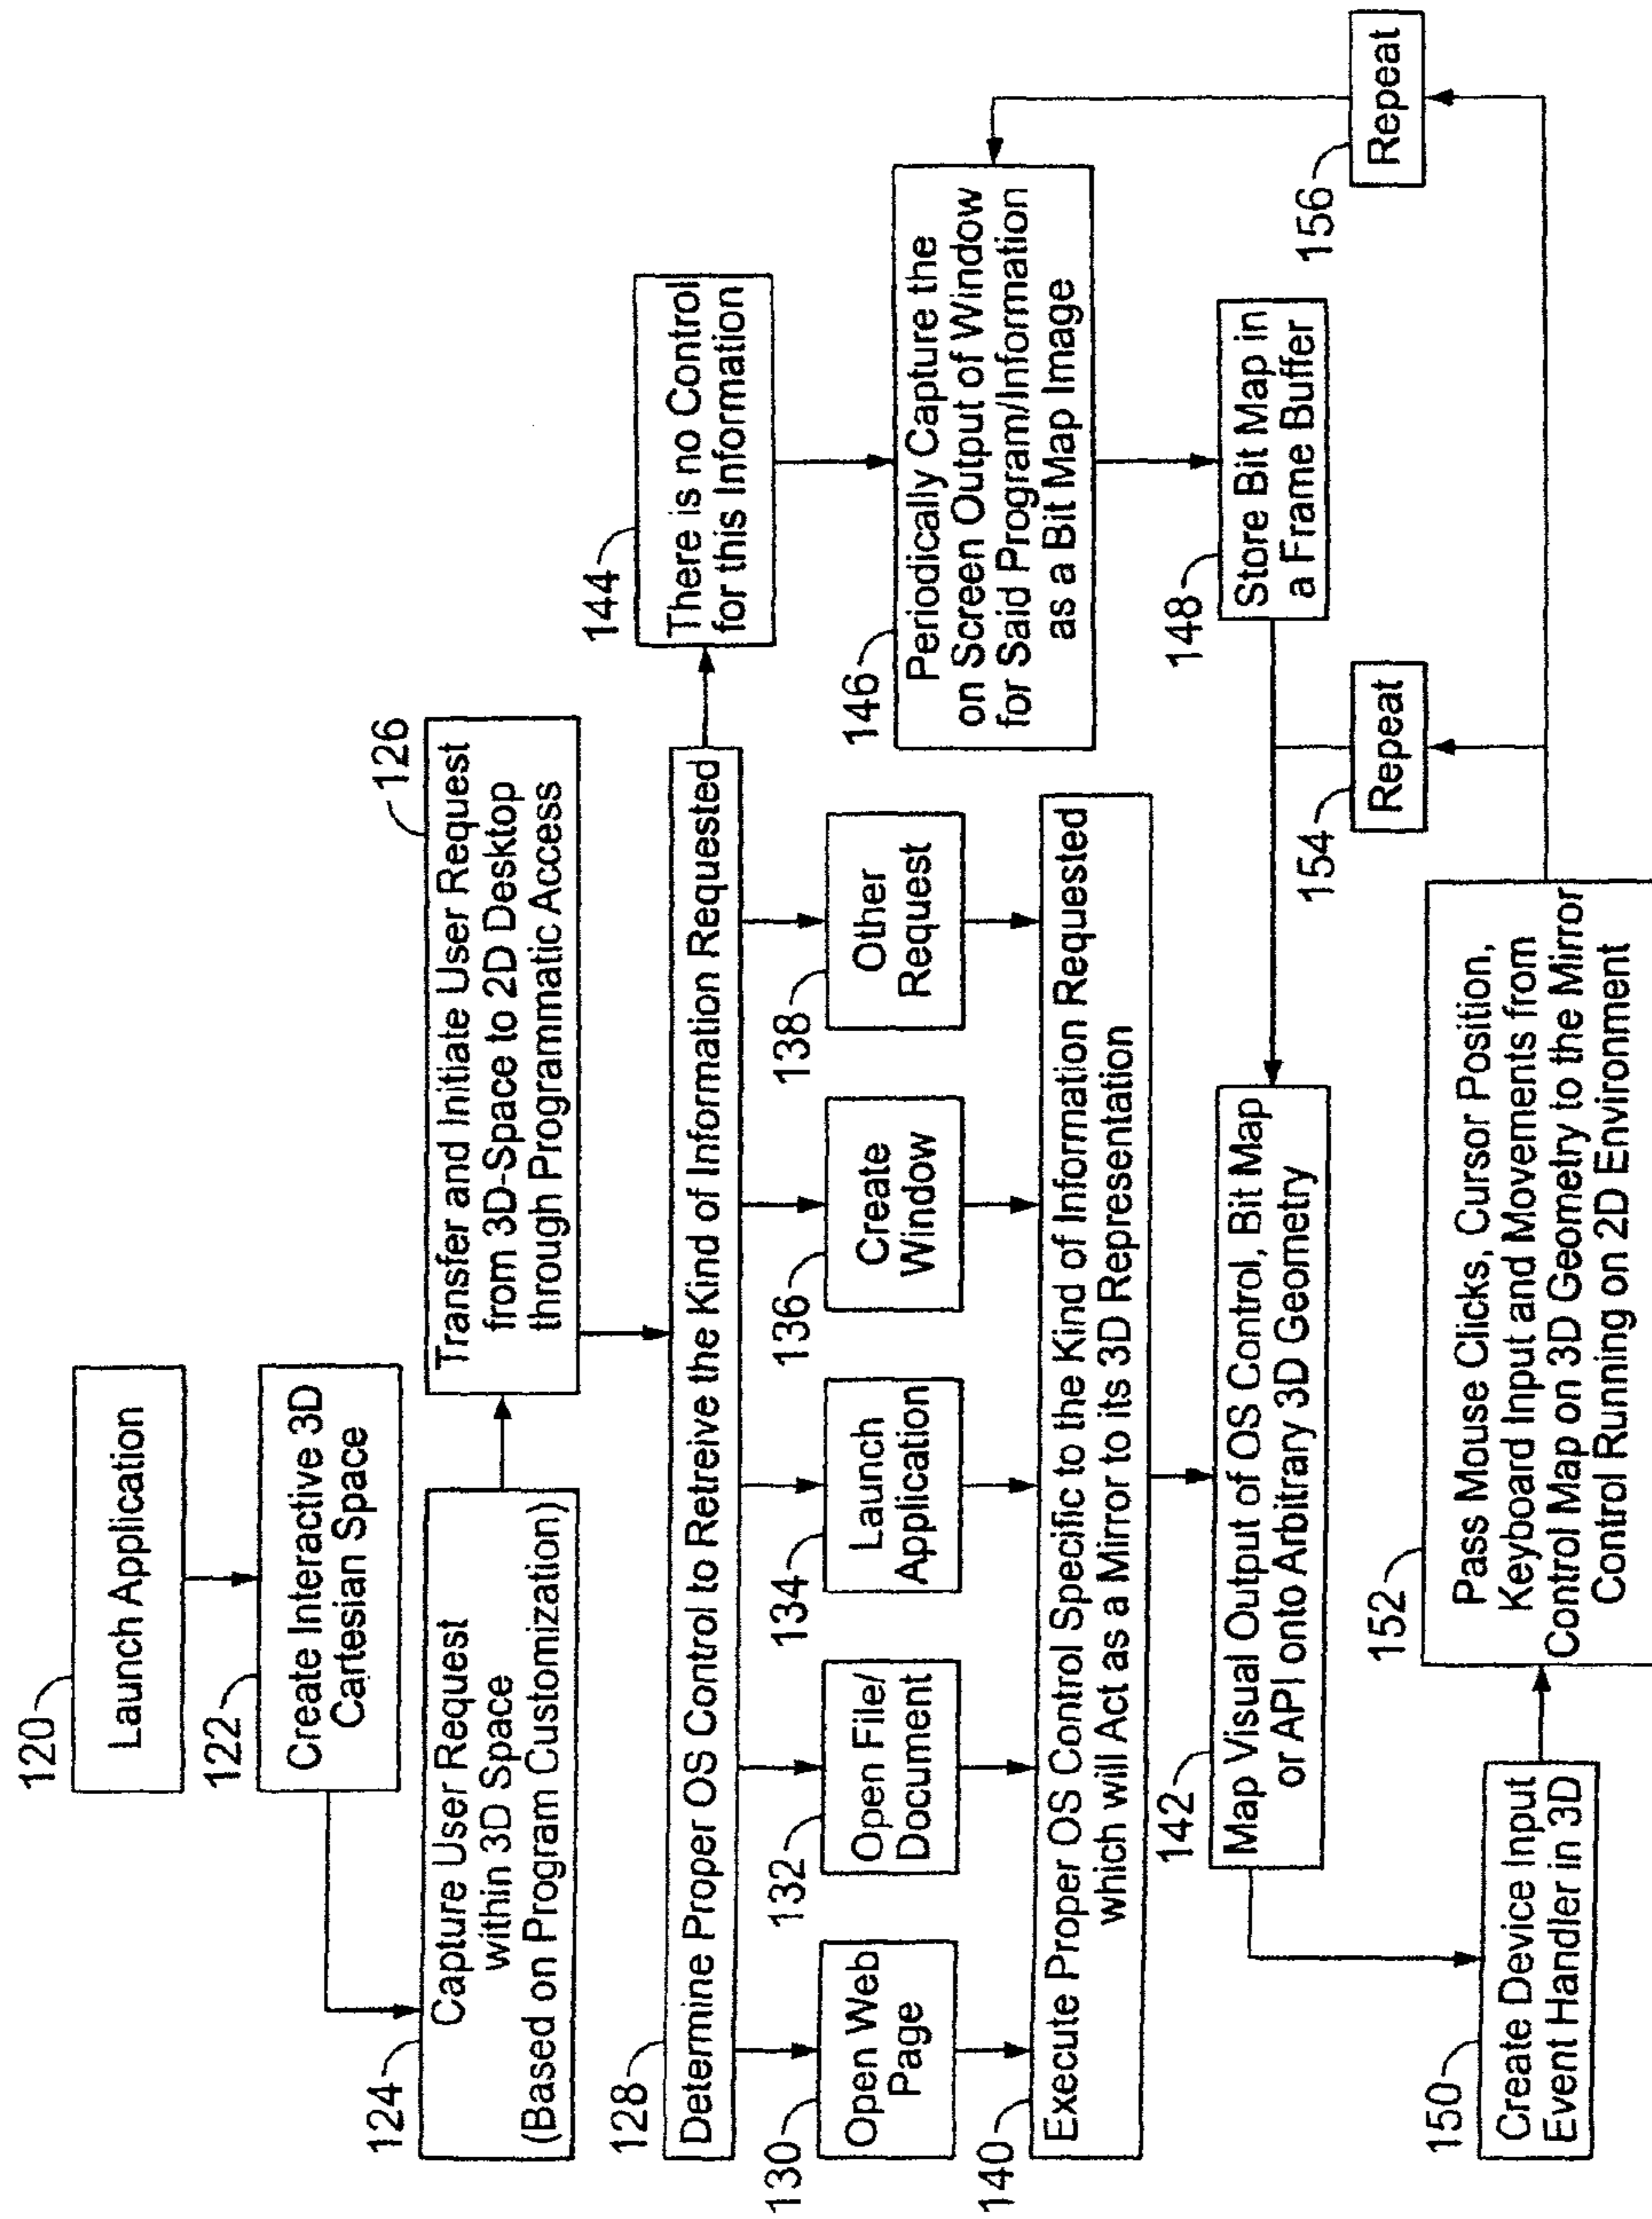 120
Launch Application
122
Create Interactive 3D
Cartesian Space
124
Capture User Request
within 3D Space
(Based on Program Customization)
126
Transfer and Initiate User Request
from 3D-Space to 2D Desktop
through Programmatic Access
128
Determine Proper OS Control to Retreive the Kind of Information Requested
144
There is no Control
for this Information
130
Open Web
Page
132
Open File/
Document
134
Launch
Application
136
Create
Window
138
Other
Request
146
Periodically Capture the
on Screen Output of Window
for Said Program/Information
as a Bit Map Image
140
Execute Proper OS Control Specific to the Kind of Information Requested
which will Act as a Mirror to its 3D Representation
148
Store Bit Map in
a Frame Buffer
142
Map Visual Output of OS Control, Bit Map
or API onto Arbitrary 3D Geometry
154
Repeat
156
Repeat
150
Create Device Input
Event Handler in 3D
152
Pass Mouse Clicks, Cursor Position,
Keyboard Input and Movements from
Control Map on 3D Geometry to the Mirror
Control Running on 2D Environment